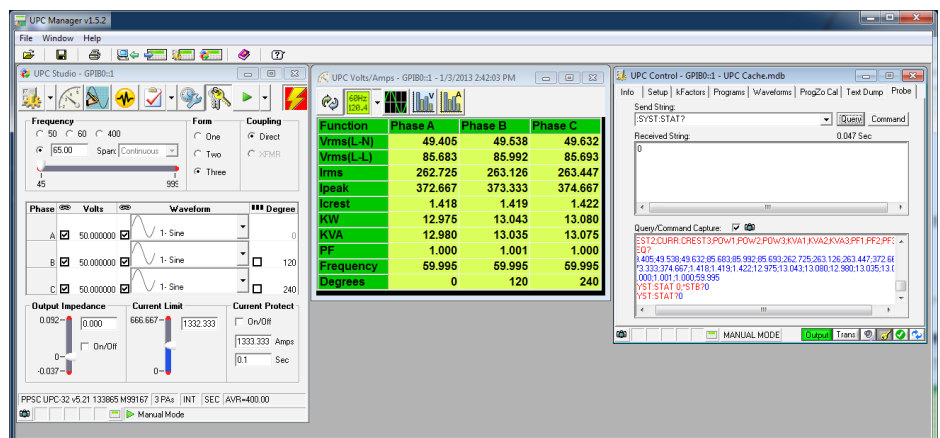 UPC Manager v1.5.2
File Window Help
UPC Studio - GPIB0::1
Frequency
50 60 400
65.00 Span: Continuous
45 995
Form
One
Two
Three
Coupling
Direct
XFMR
Phase Volts Waveform Degree
A 50.000000 1- Sine 0
B 50.000000 1- Sine 120
C 50.000000 1- Sine 240
Output Impedance
0.092 0.000
On/Off
0
-0.037
Current Limit
666.667 1332.333
0
Current Protect
On/Off
1333.333 Amps
0.1 Sec
PPSC UPC-32 v5.21 133865 M99167 3 PAs INT SEC AVR=400.00
Manual Mode
UPC Volts/Amps - GPIB0::1 - 1/3/2013 2:42:03 PM
60Hz
120.4
Function Phase A Phase B Phase C
Vrms(L-N) 49.405 49.538 49.632
Vrms(L-L) 85.683 85.992 85.693
Irms 262.725 263.126 263.447
Ipeak 372.667 373.333 374.667
Icrest 1.418 1.419 1.422
KW 12.975 13.043 13.080
KVA 12.980 13.035 13.075
PF 1.000 1.001 1.000
Frequency 59.995 59.995 59.995
Degrees 0 120 240
UPC Control - GPIB0::1 - UPC Cache.mdb
Info Setup kFactors Programs Waveforms ProgZo Cal Text Dump Probe
Send String:
:SYST:STAT? Query Command
Received String: 0.047 Sec
0
Query/Command Capture:
EST2;CURR:CREST3;POW1;POW2;POW3;KVA1;KVA2;KVA3;PF1;PF2;PF3
EQ?
9.405;49.538;49.632;85.683;85.992;85.693;262.725;263.126;263.447;372.66
73.333;374.667;1.418;1.419;1.422;12.975;13.043;13.080;12.980;13.035;13.0
.000;1.001;1.000;59.995
YST:STAT 0;*STB?0
YST:STAT?0
MANUAL MODE Output Trans